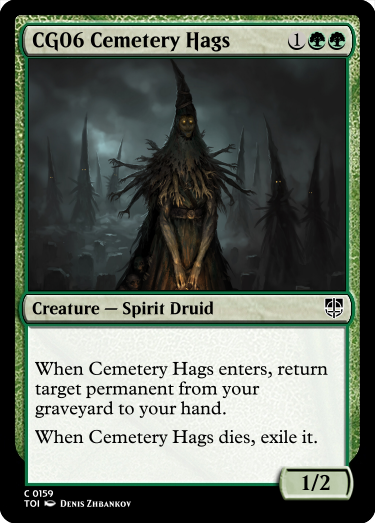 CG06 Cemetery Hags 1
Creature — Spirit Druid
When Cemetery Hags enters, return
target permanent from your
graveyard to your hand.
When Cemetery Hags dies, exile it.
1/2
C 0159
TOI Denis Zhbankov